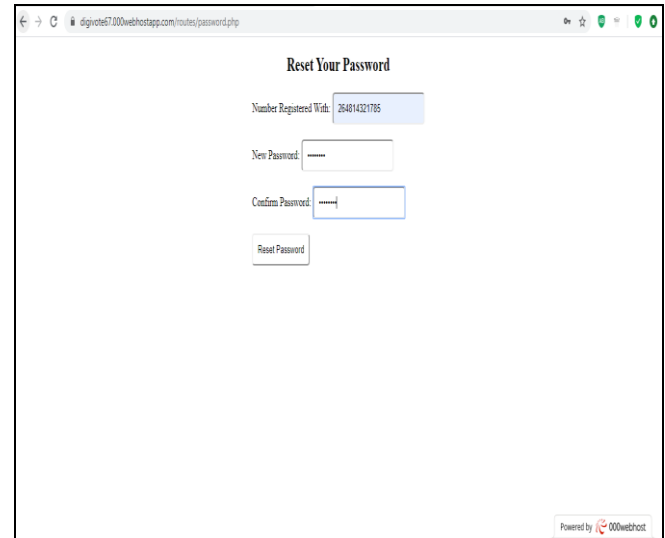 digivote67.000webhostapp.com/routes/password.php
Reset Your Password
Number Registered With: 264814321785
New Password: ••••••••
Confirm Password: ••••••••
Reset Password
Powered by 000webhost